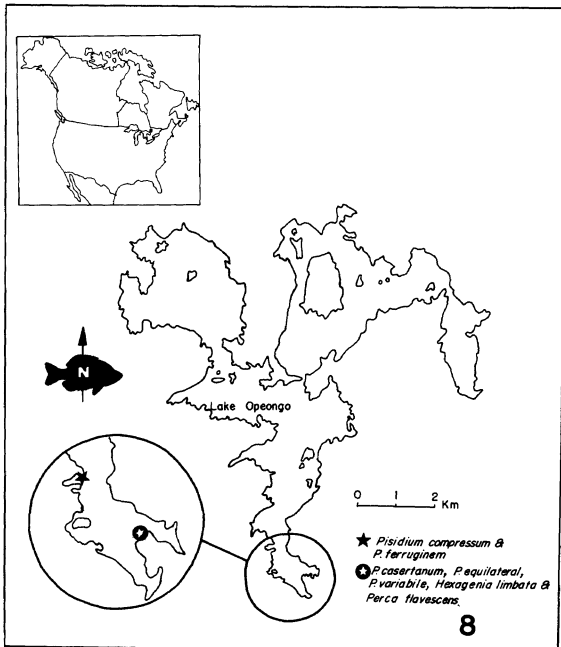 N
Lake Opeongo
0 1 2
Km
Pisidium compressum &
P. ferruginem
P. casertanum, P. equilateral,
P. variabile, Hexagenia limbata &
Perca flavescens.
8